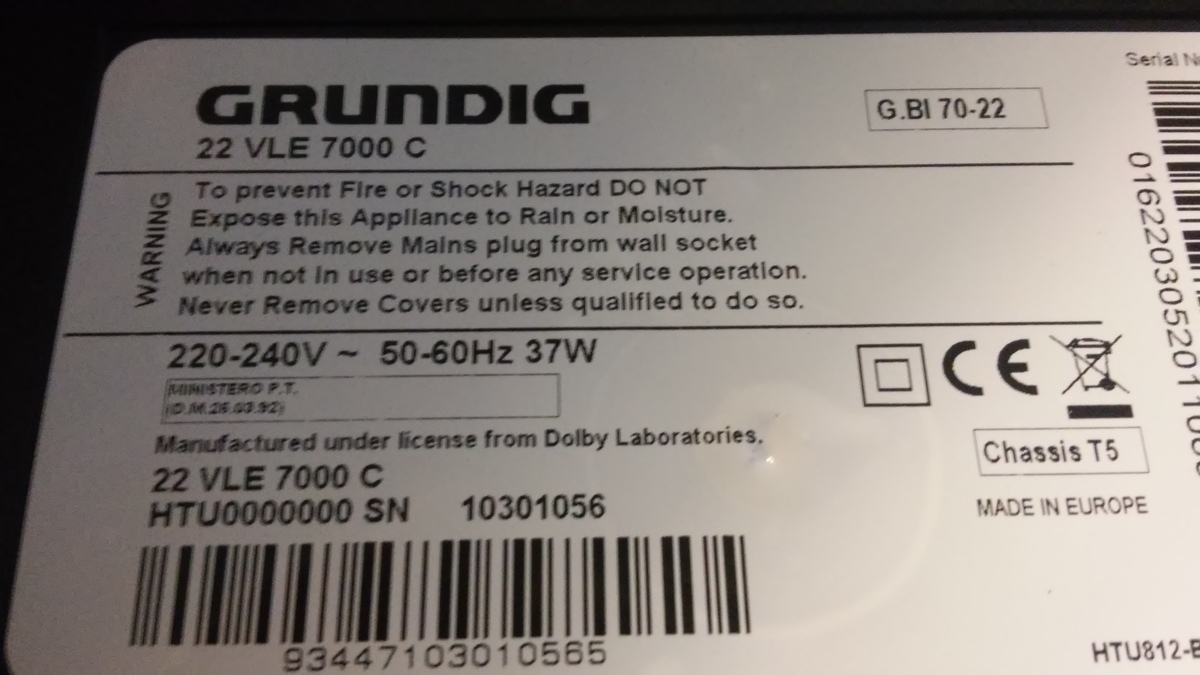 GRUNDIG
22 VLE 7000 C
G.BI 70-22
Serial
WARNING
To prevent Fire or Shock Hazard DO NOT
Expose this Appliance to Rain or Moisture.
Always Remove Mains plug from wall socket
when not in use or before any service operation.
Never Remove Covers unless qualified to do so.
220-240V ~ 50-60Hz 37W
MINISTERO P.T.
(D.M.26.03.92)
CE
Manufactured under license from Dolby Laboratories.
Chassis T5
22 VLE 7000 C
HTU0000000 SN 10301056
MADE IN EUROPE
93447103010565